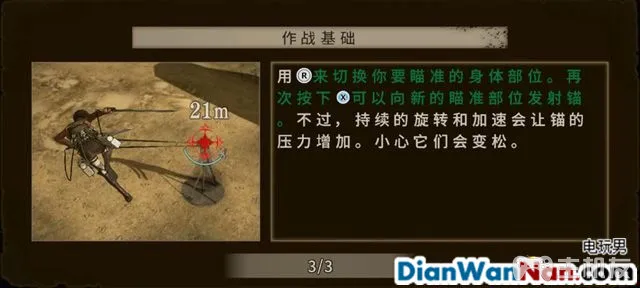 作战基础
用Ⓡ来切换你要瞄准的身体部位。再
次按下Ⓧ可以向新的瞄准部位发射锚
。不过，持续的旋转和加速会让锚的
压力增加。小心它们会变松。
21m
3/3
电玩男
DianWanNan.com